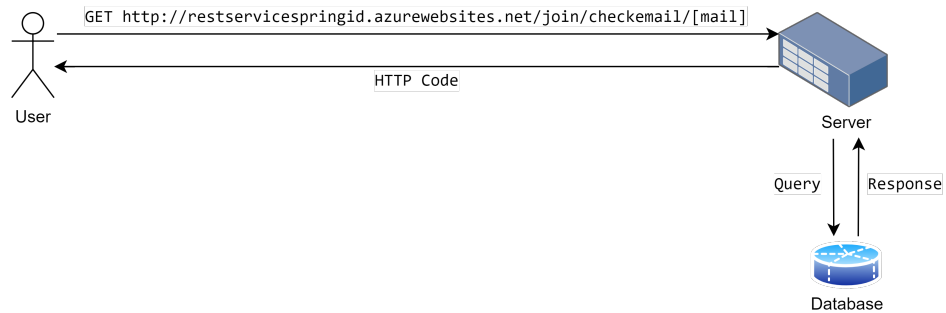 GET http://restservicespringid.azurewebsites.net/join/checkemail/[mail]
HTTP Code
User
Server
Query
Response
Database